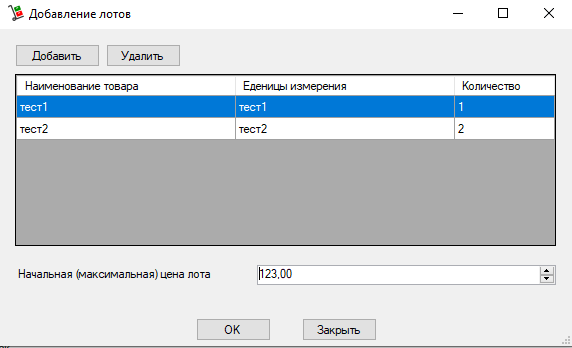 Добавление лотов
Добавить Удалить
Наименование товара Еденицы измерения Количество
тест1 тест1 1
тест2 тест2 2
Начальная (максимальная) цена лота 123,00
OK Закрыть